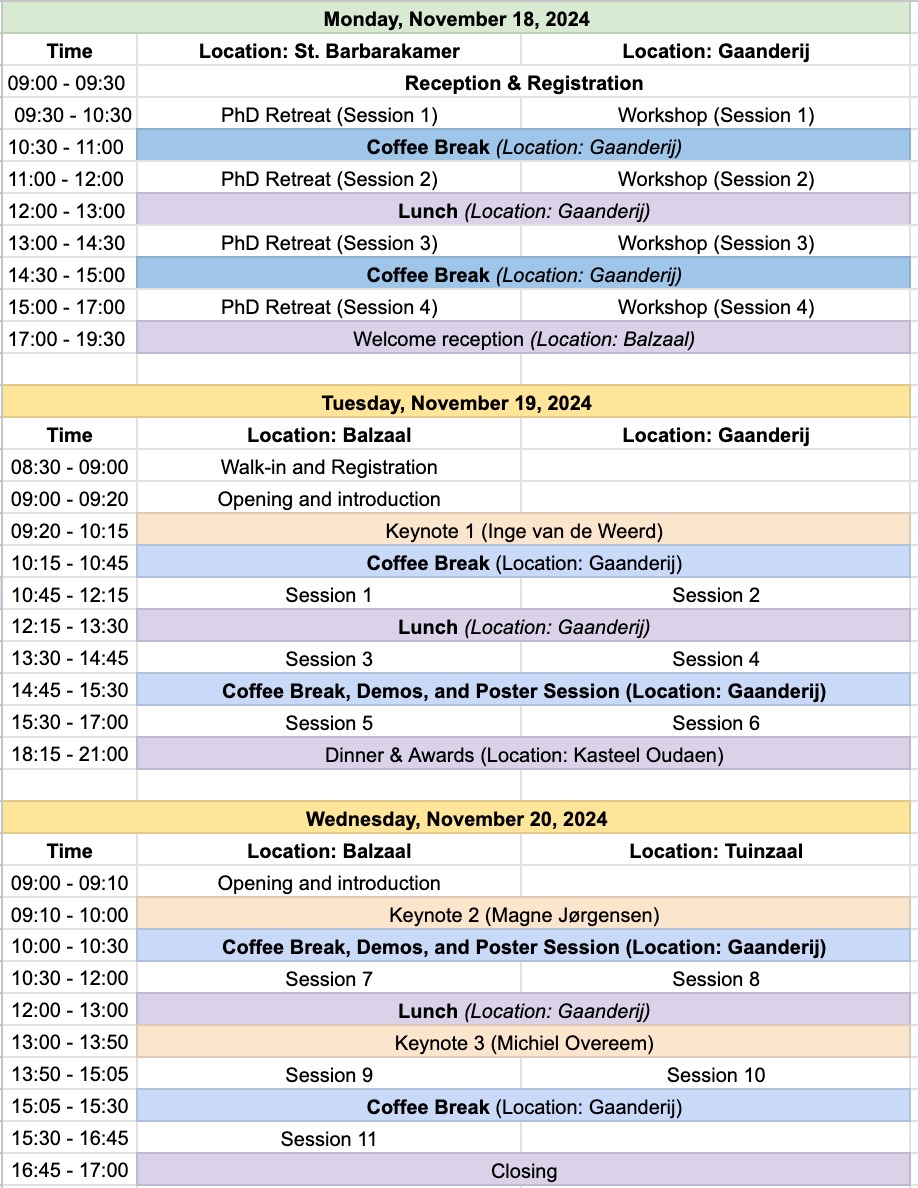 Monday, November 18, 2024
Time Location: St. Barbarakamer Location: Gaanderij
09:00 - 09:30 Reception & Registration
09:30 - 10:30 PhD Retreat (Session 1) Workshop (Session 1)
10:30 - 11:00 Coffee Break (Location: Gaanderij)
11:00 - 12:00 PhD Retreat (Session 2) Workshop (Session 2)
12:00 - 13:00 Lunch (Location: Gaanderij)
13:00 - 14:30 PhD Retreat (Session 3) Workshop (Session 3)
14:30 - 15:00 Coffee Break (Location: Gaanderij)
15:00 - 17:00 PhD Retreat (Session 4) Workshop (Session 4)
17:00 - 19:30 Welcome reception (Location: Balzaal)
Tuesday, November 19, 2024
Time Location: Balzaal Location: Gaanderij
08:30 - 09:00 Walk-in and Registration
09:00 - 09:20 Opening and introduction
09:20 - 10:15 Keynote 1 (Inge van de Weerd)
10:15 - 10:45 Coffee Break (Location: Gaanderij)
10:45 - 12:15 Session 1 Session 2
12:15 - 13:30 Lunch (Location: Gaanderij)
13:30 - 14:45 Session 3 Session 4
14:45 - 15:30 Coffee Break, Demos, and Poster Session (Location: Gaanderij)
15:30 - 17:00 Session 5 Session 6
18:15 - 21:00 Dinner & Awards (Location: Kasteel Oudaen)
Wednesday, November 20, 2024
Time Location: Balzaal Location: Tuinzaal
09:00 - 09:10 Opening and introduction
09:10 - 10:00 Keynote 2 (Magne Jørgensen)
10:00 - 10:30 Coffee Break, Demos, and Poster Session (Location: Gaanderij)
10:30 - 12:00 Session 7 Session 8
12:00 - 13:00 Lunch (Location: Gaanderij)
13:00 - 13:50 Keynote 3 (Michiel Overeem)
13:50 - 15:05 Session 9 Session 10
15:05 - 15:30 Coffee Break (Location: Gaanderij)
15:30 - 16:45 Session 11
16:45 - 17:00 Closing